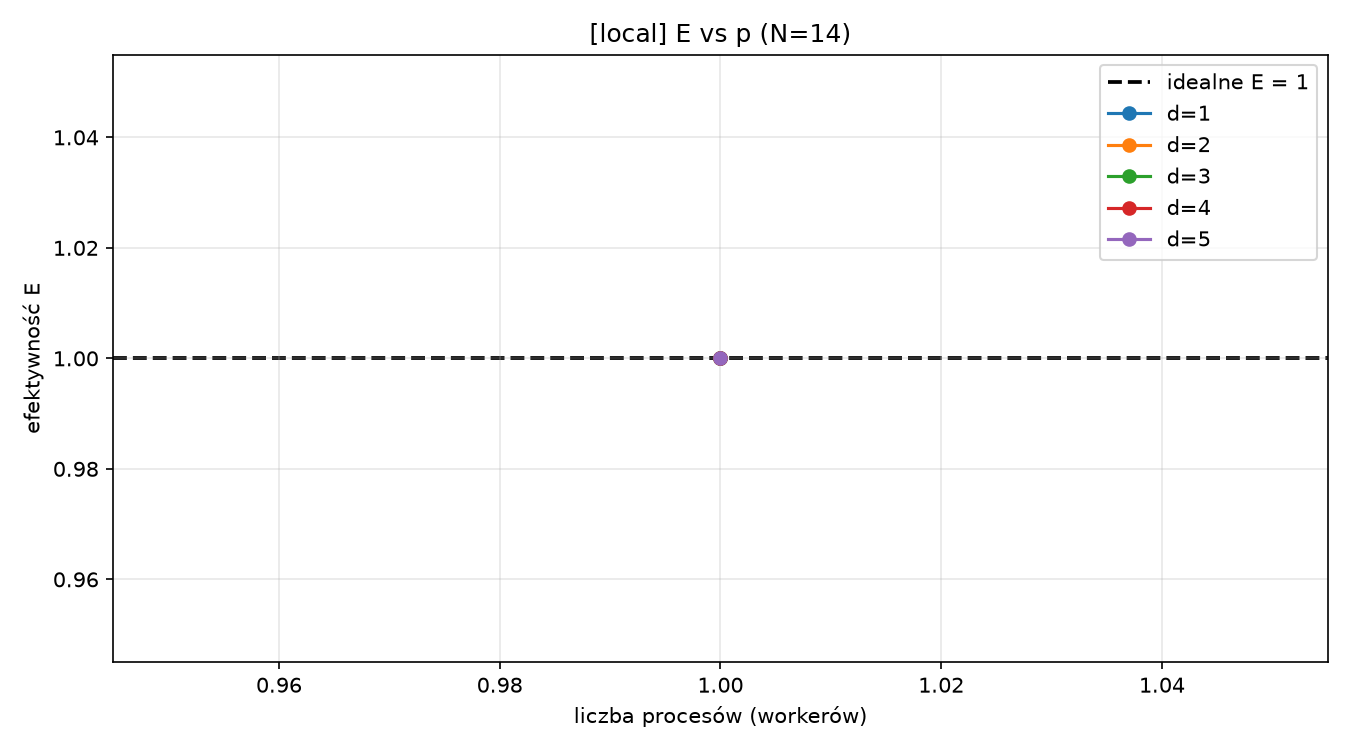 [local] E vs p (N=14)
idealne E = 1
d=1
d=2
d=3
d=4
d=5
1.04
1.02
1.00
0.98
0.96
efektywność E
0.96 0.98 1.00 1.02 1.04
liczba procesów (workerów)